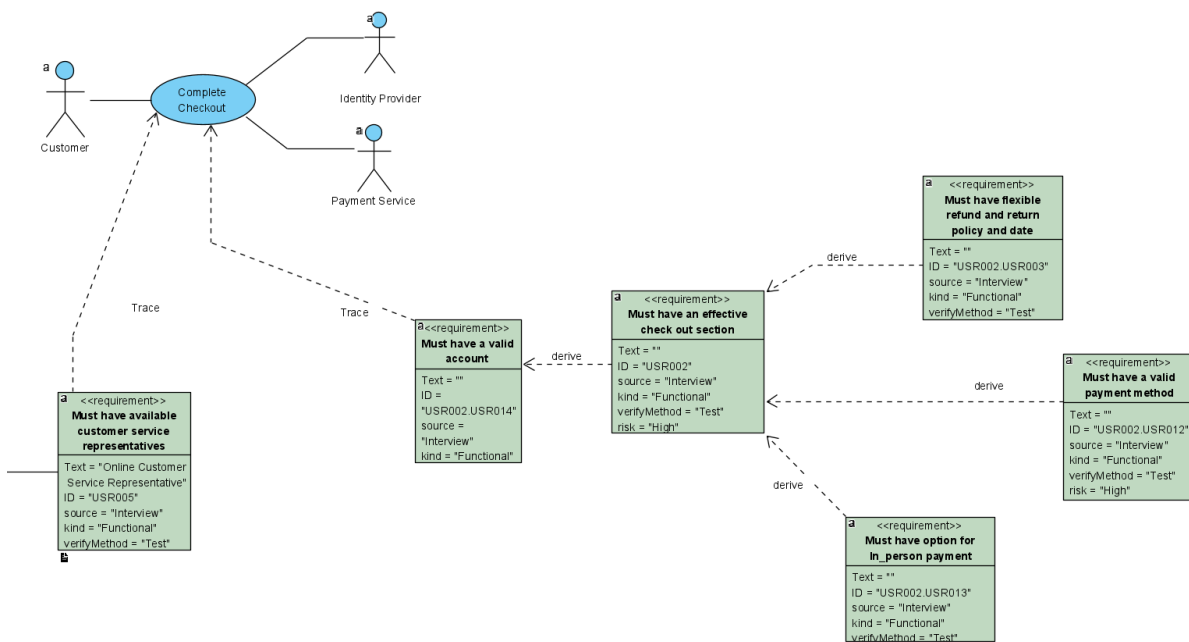 a
a
Complete
Checkout
Identity Provider
Customer
a
Payment Service
Trace
Trace
a
<<requirement>>
Must have available
customer service
representatives
Text = "Online Customer
Service Representative"
ID = "USR005"
source = "Interview"
kind = "Functional"
verifyMethod = "Test"
a
<<requirement>>
Must have a valid
account
Text = ""
ID =
"USR002.USR014"
source =
"Interview"
kind = "Functional"
derive
a
<<requirement>>
Must have an effective
check out section
Text = ""
ID = "USR002"
source = "Interview"
kind = "Functional"
verifyMethod = "Test"
risk = "High"
derive
a
<<requirement>>
Must have flexible
refund and return
policy and date
Text = ""
ID = "USR002.USR003"
source = "Interview"
kind = "Functional"
verifyMethod = "Test"
derive
a
<<requirement>>
Must have a valid
payment method
Text = ""
ID = "USR002.USR012"
source = "Interview"
kind = "Functional"
verifyMethod = "Test"
risk = "High"
derive
a
<<requirement>>
Must have option for
In_person payment
Text = ""
ID = "USR002.USR013"
source = "Interview"
kind = "Functional"
verifyMethod = "Test"